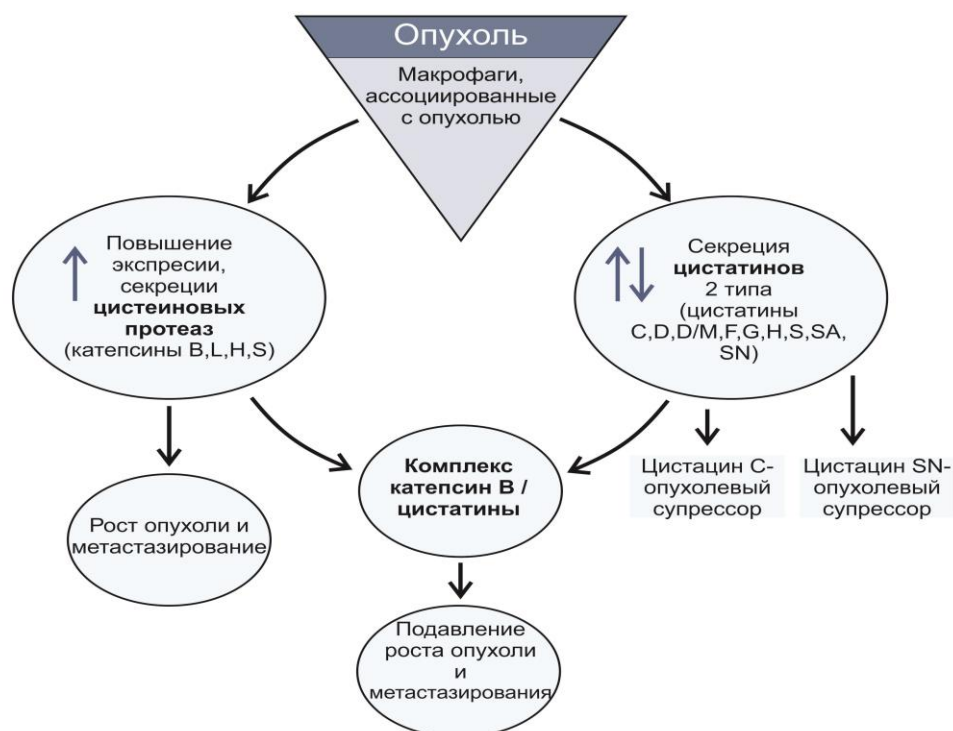 Опухоль
Макрофаги,
ассоциированные
с опухолью
Повышение
экспресии,
секреции
цистеиновых
протеаз
(катепсины B,L,H,S)
Секреция
цистатинов
2 типа
(цистатины
C,D,D/M,F,G,H,S,SA,
SN)
Рост опухоли и
метастазирование
Комплекс
катепсин B /
цистатины
Цистацин C-
опухолевый
супрессор
Цистацин SN-
опухолевый
супрессор
Подавление
роста опухоли
и
метастазирования